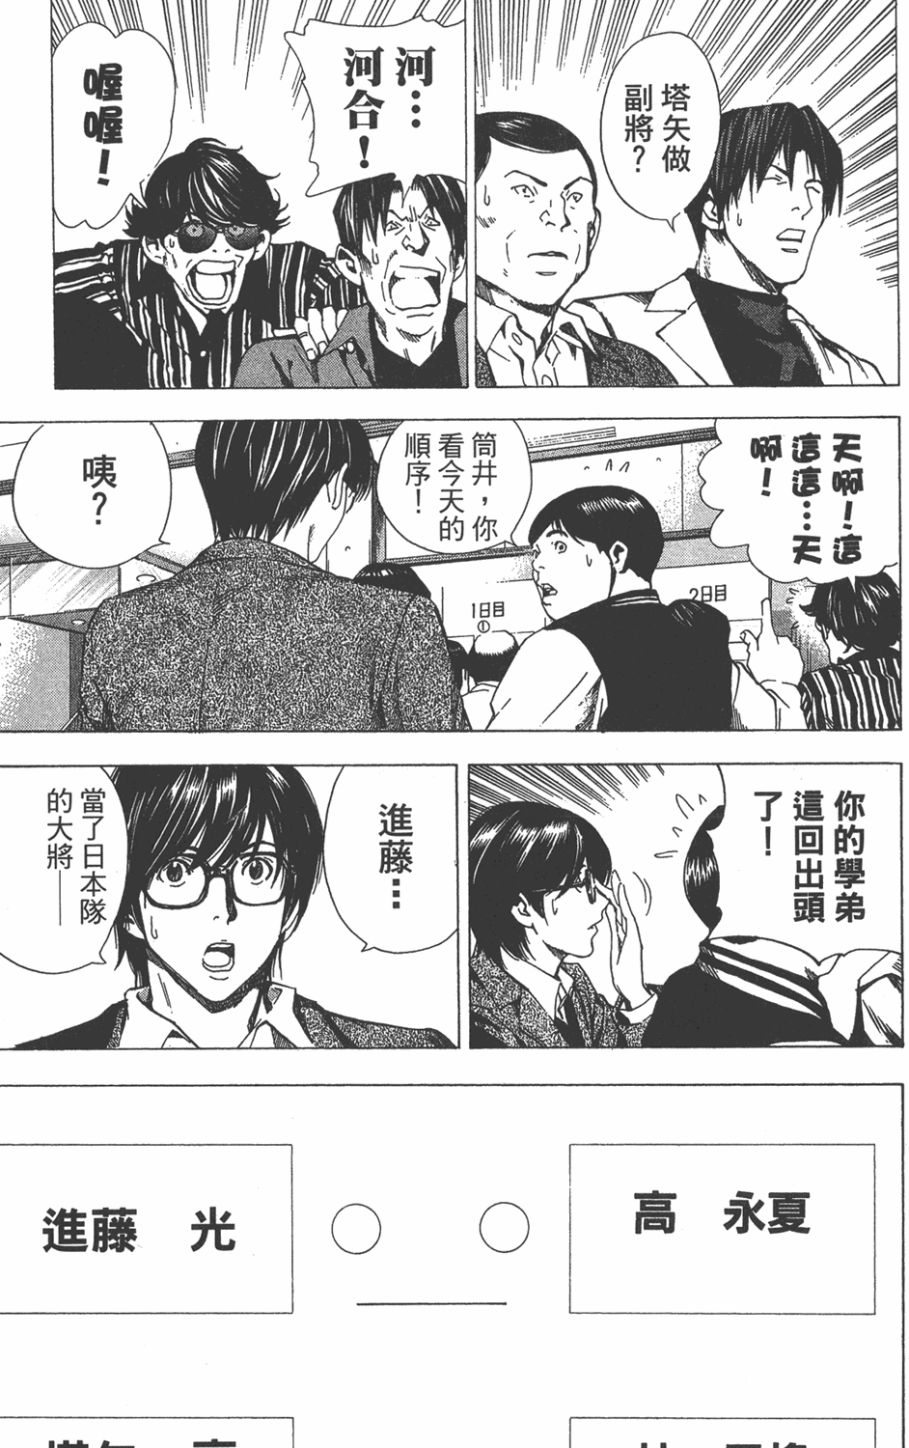 塔矢做
副將？
河…
河合！
喔喔！
天啊！這
這這…天
啊！
筒井，你
看今天的
順序！
咦？
1日目
①
2日目
你的學弟
這回出頭
了！
進藤…
當了日本隊
的大將——
高　永夏
進藤　光